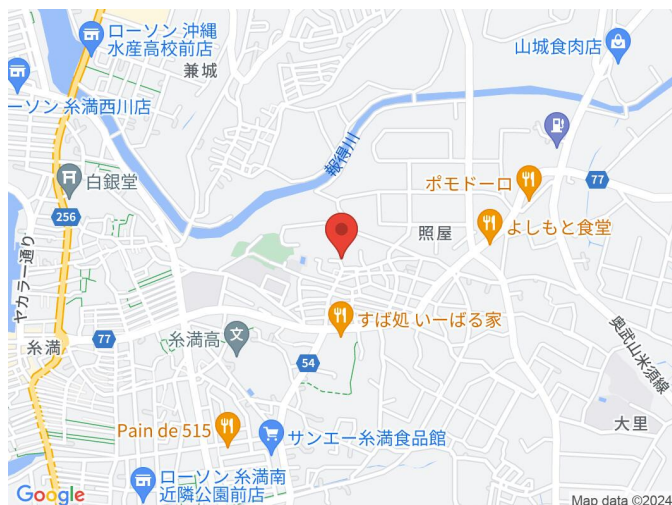 ローソン 沖縄
水産高校前店
山城食肉店
兼城
ーソン 糸満西川店
報得川
白銀堂
ポモドーロ
77
256
よしもと食堂
照屋
ヤカラー通り
すば処 いーばる家
77
糸満高
糸満
54
奥武山米須線
大里
Pain de 515
サンエー糸満食品館
ローソン 糸満南
近隣公園前店
Google
Map data ©2024